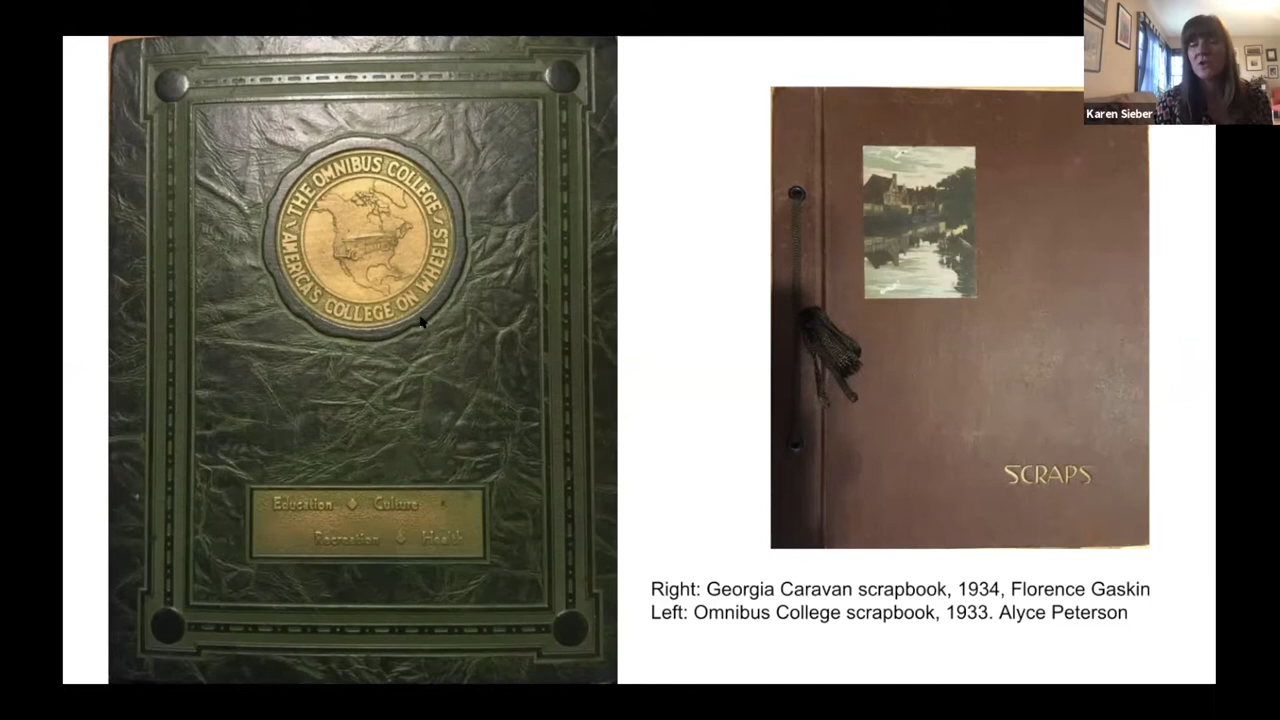 THE OMNIBUS COLLEGE
AMERICA'S COLLEGE ON WHEELS
Education Culture
Recreation Health
SCRAPS
Karen Sieber
Right: Georgia Caravan scrapbook, 1934, Florence Gaskin
Left: Omnibus College scrapbook, 1933. Alyce Peterson